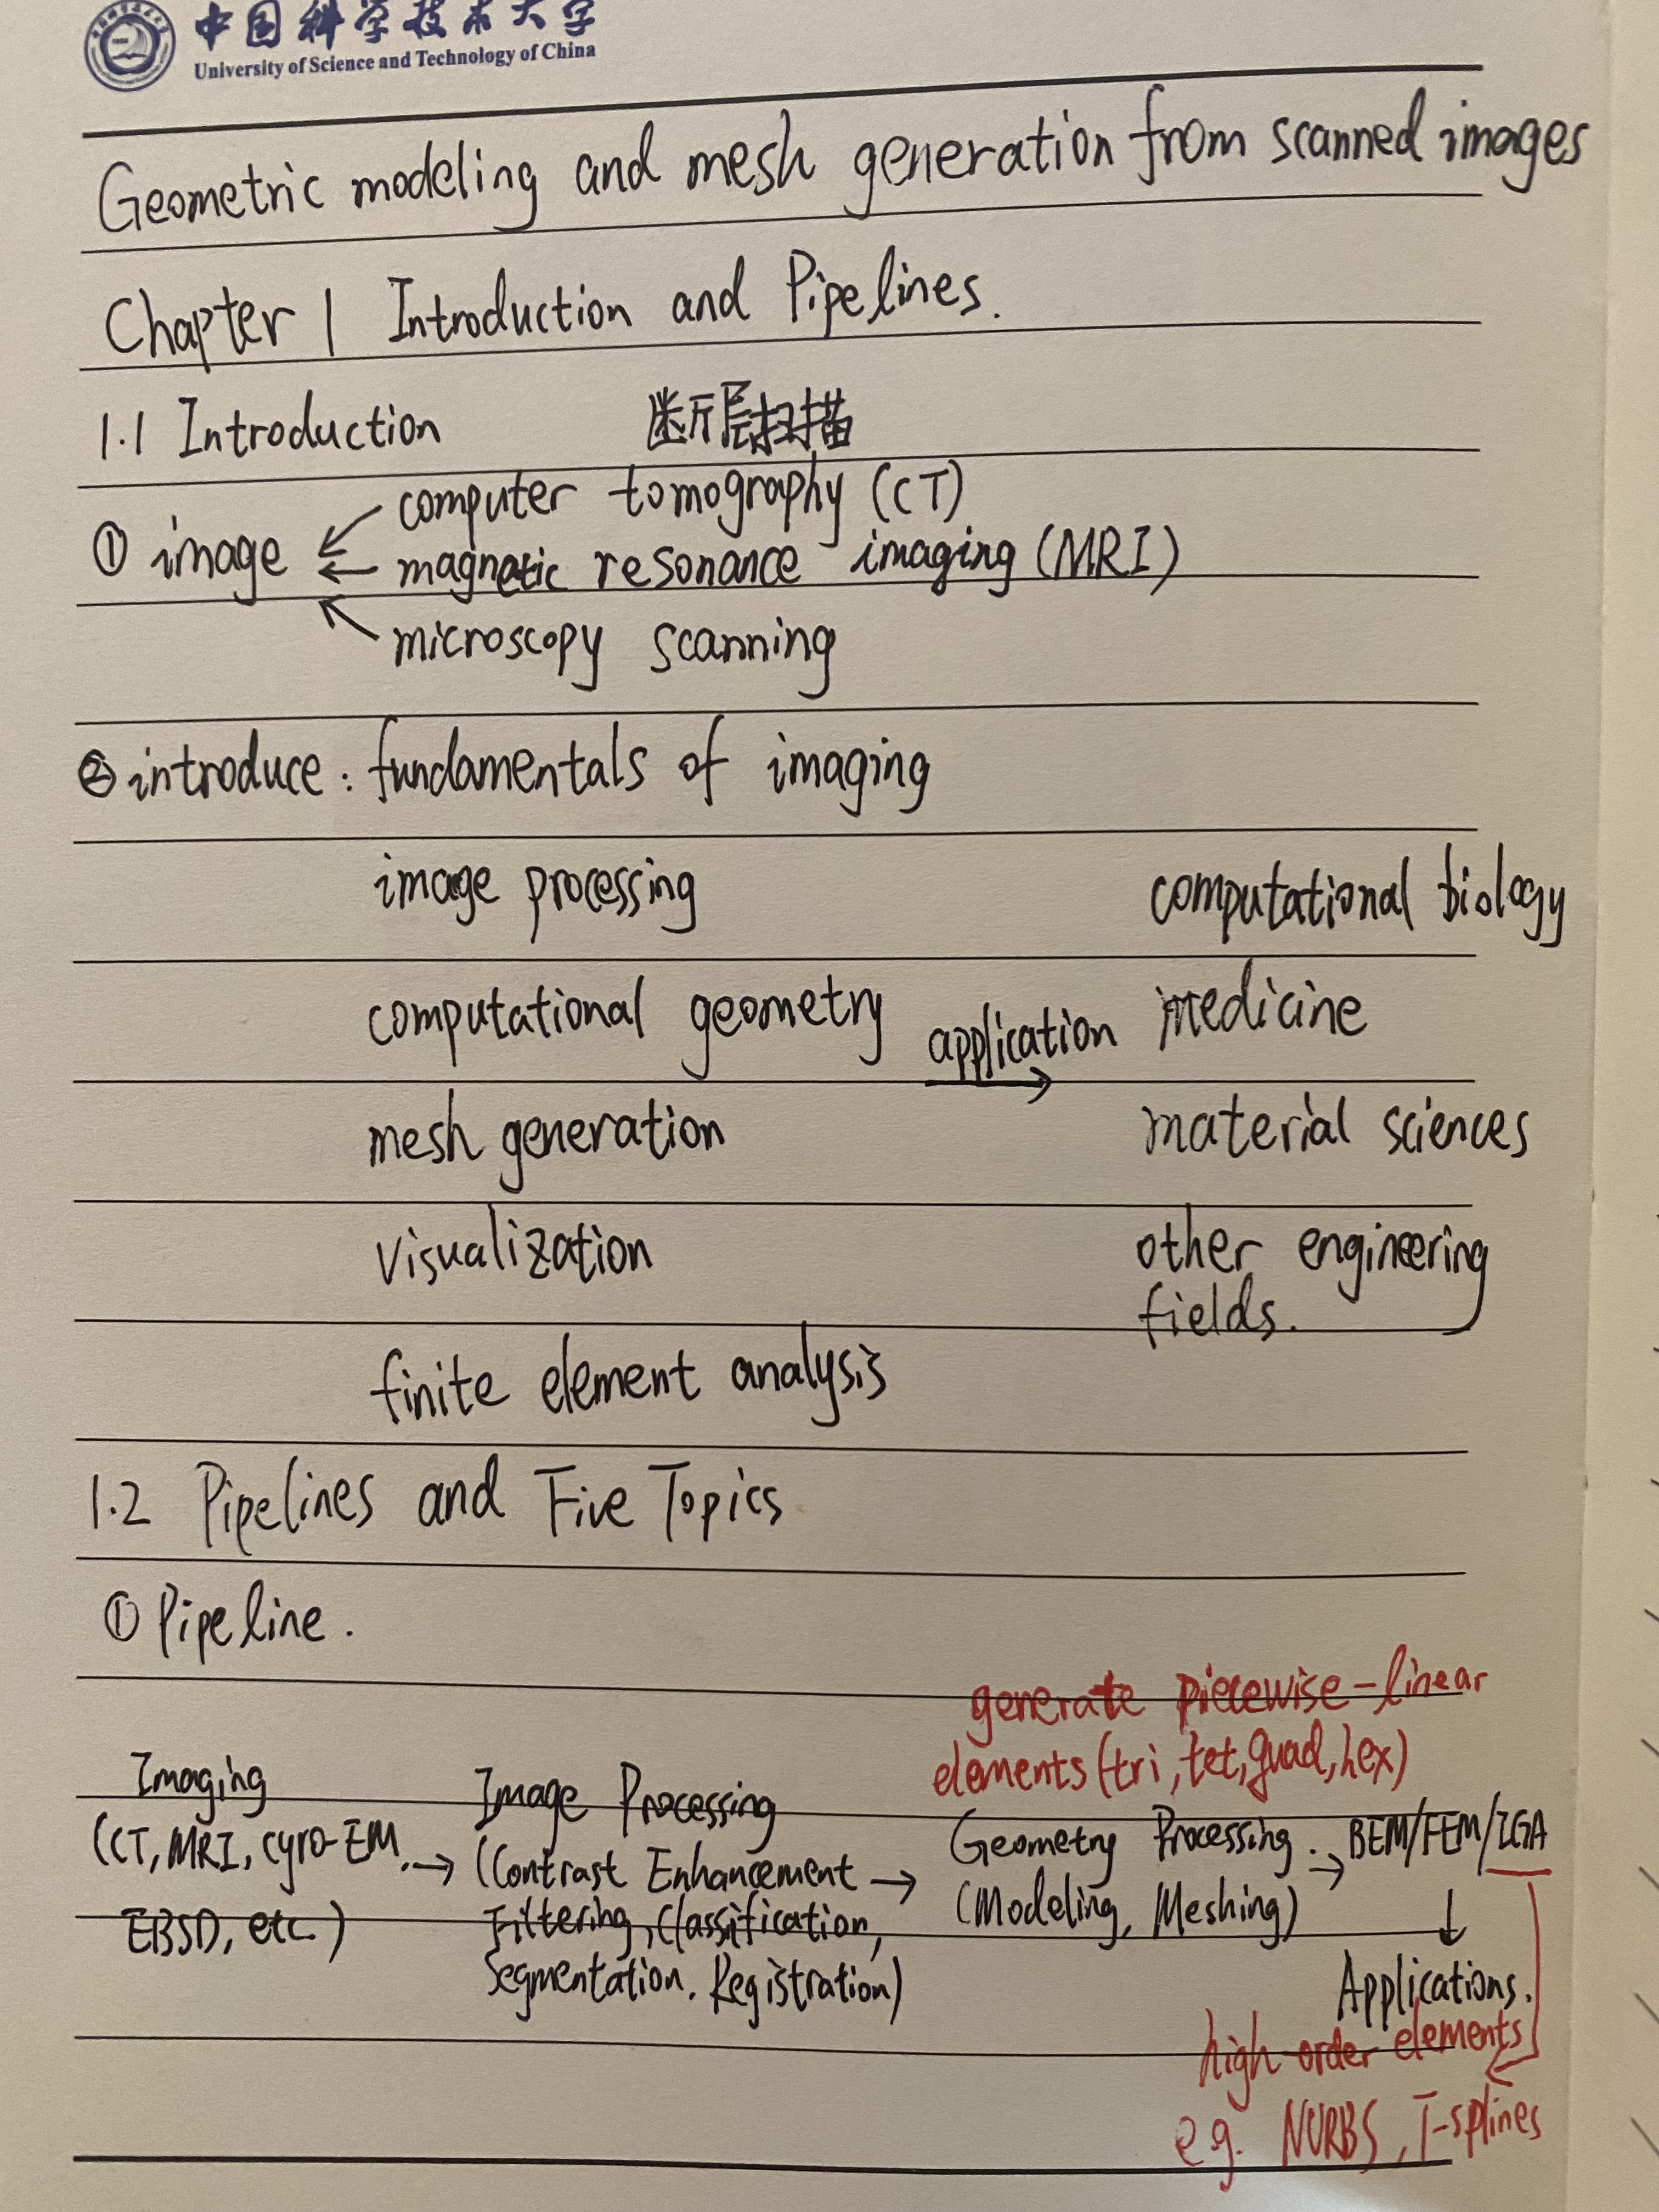 中国科学技术大学
University of Science and Technology of China
Geometric modeling and mesh generation from scanned images
Chapter 1 Introduction and Pipelines.
1.1 Introduction 断层扫描
computer tomography (CT)
① image magnetic resonance imaging (MRI)
microscopy scanning
② introduce: fundamentals of imaging
image processing computational biology
computational geometry application medicine
mesh generation material sciences
visualization other engineering
fields.
finite element analysis
1.2 Pipelines and Five Topics
① Pipeline.
generate piecewise-linear
elements (tri, tet, quad, hex)
Imaging
(CT, MRI, cyro-EM,
EBSD, etc.)
→
Image Processing
(Contrast Enhancement
Filtering, Classification,
Segmentation, Registration)
→
Geometry Processing.
(Modeling, Meshing)
→
BEM/FEM/IGA
↓
Applications.
high-order elements
e.g. NURBS, T-splines